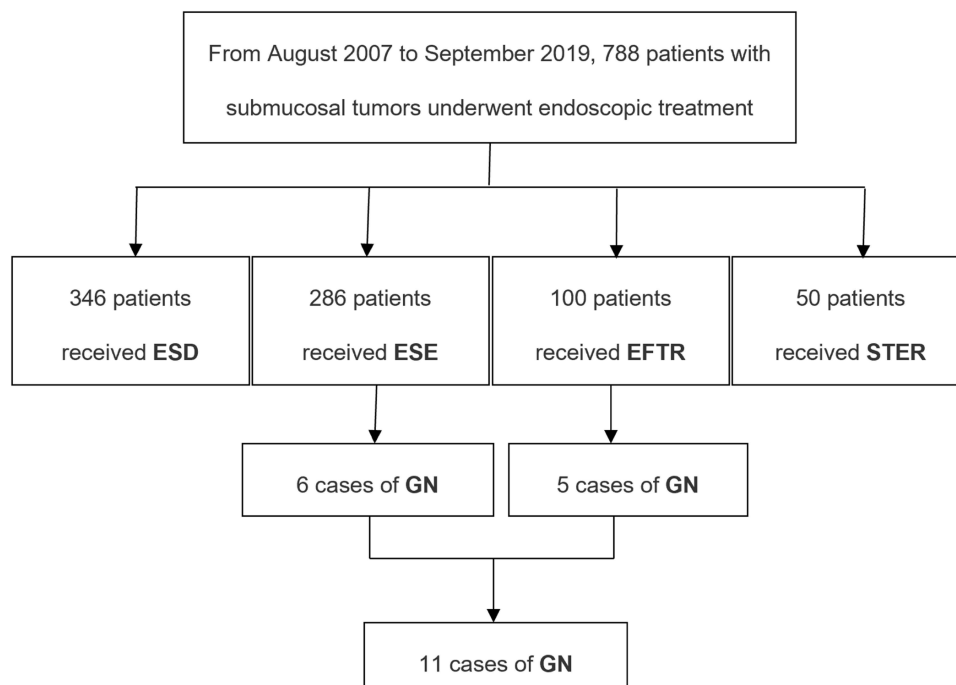 From August 2007 to September 2019, 788 patients with
submucosal tumors underwent endoscopic treatment
346 patients
received ESD
286 patients
received ESE
100 patients
received EFTR
50 patients
received STER
6 cases of GN
5 cases of GN
11 cases of GN